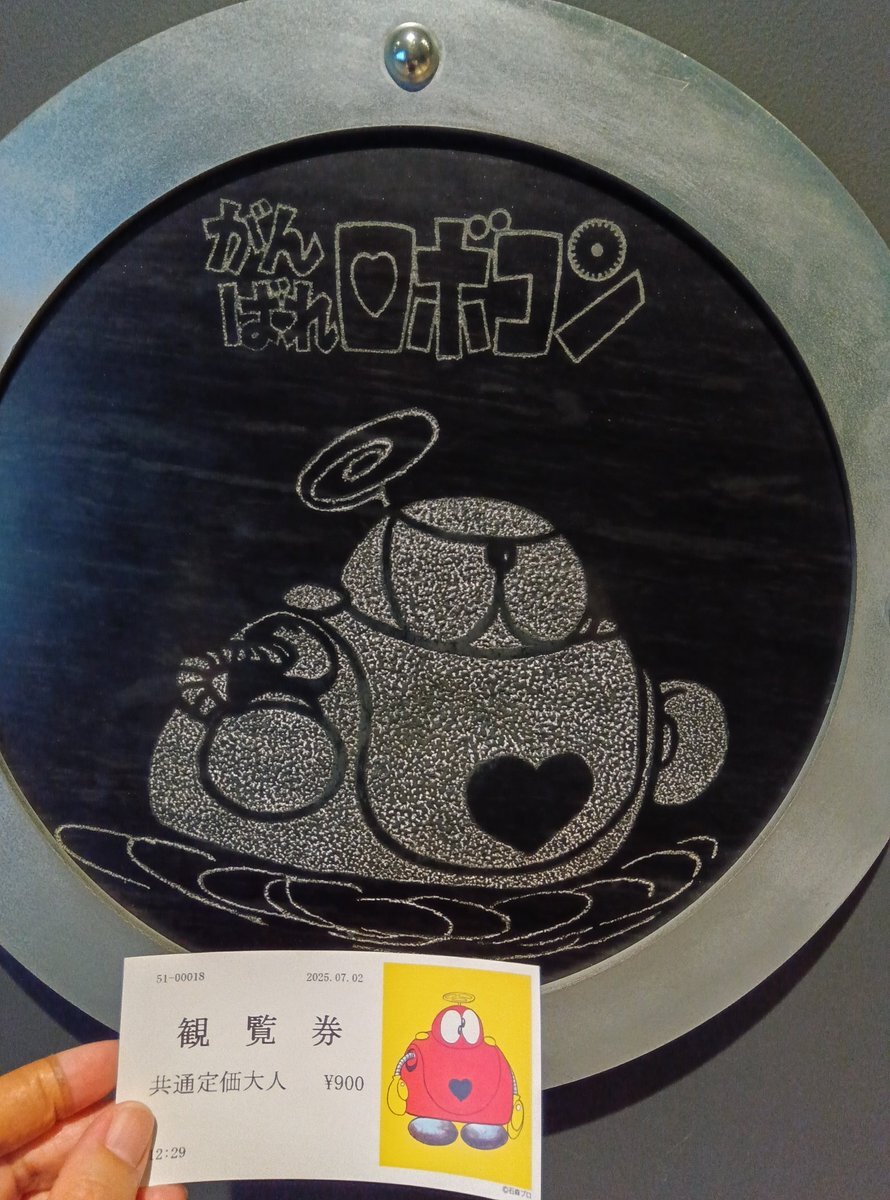 がん
ばれ
ロボコン
51-00018 2025.07.02
観覧券
共通定価大人 ¥900
12:29
©石森プロ